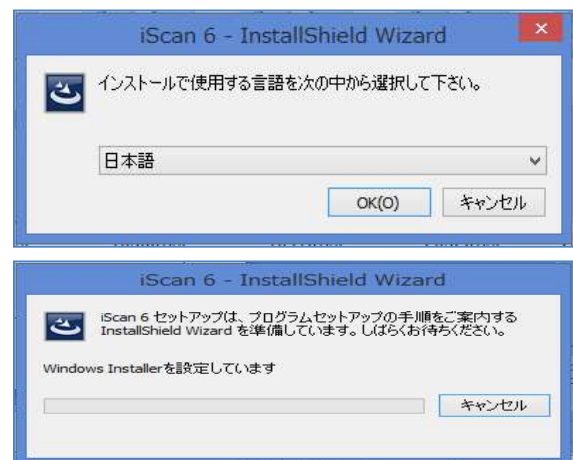 iScan 6 - InstallShield Wizard
インストールで使用する言語を次の中から選択して下さい。
日本語
OK(O)
キャンセル
iScan 6 - InstallShield Wizard
iScan 6 セットアップは、プログラムセットアップの手順をご案内する
InstallShield Wizard を準備しています。しばらくお待ちください。
Windows Installerを設定しています
キャンセル